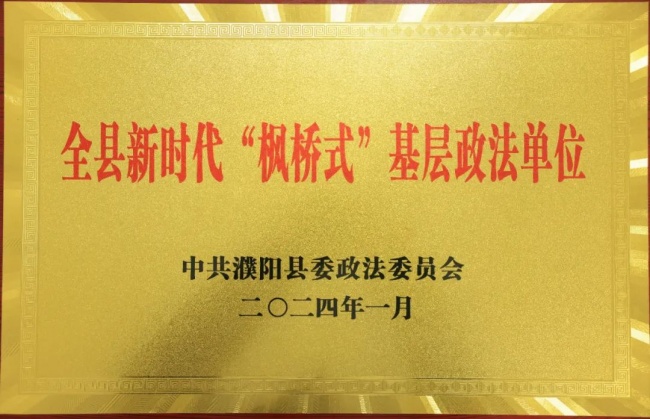 全县新时代“枫桥式”基层政法单位
中共濮阳县委政法委员会
二〇二四年一月